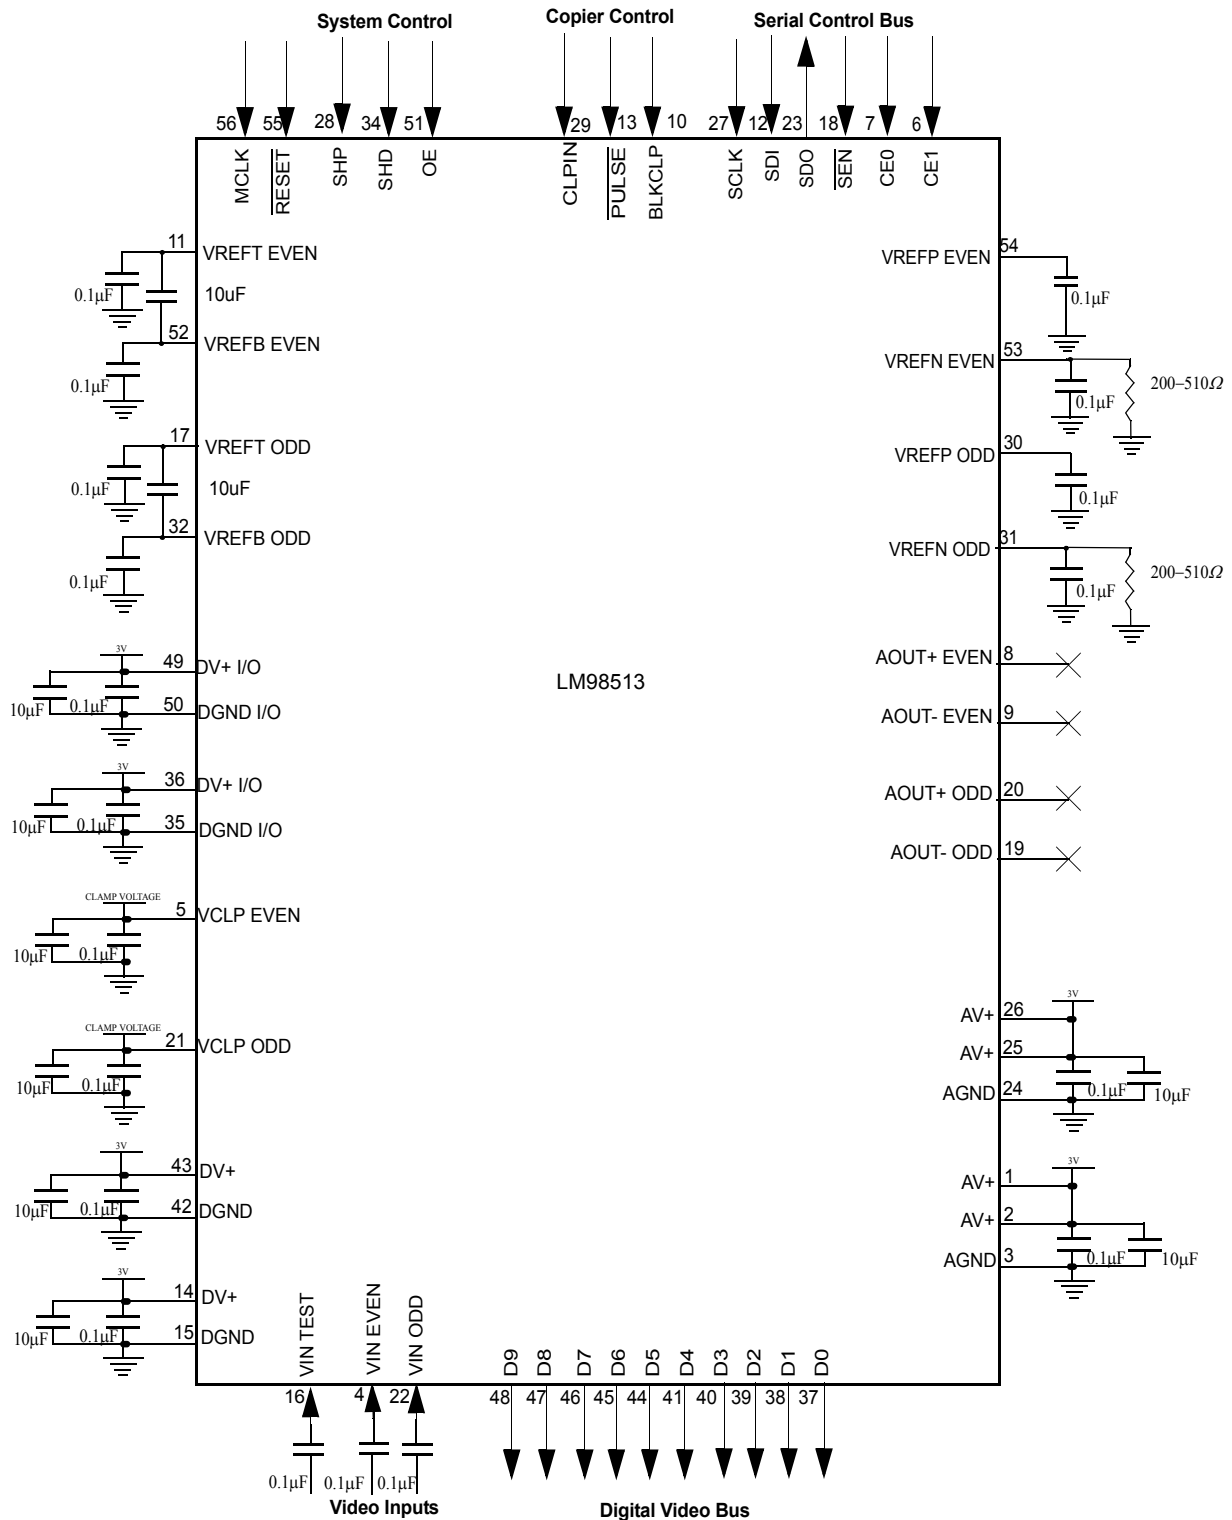 System Control
Copier Control
Serial Control Bus
56 55 28 34 51 29 13 10 27 12 23 18 7 6
MCLK RESET SHP SHD OE CLPIN PULSE BLKCLP SCLK SDI SDO SEN CE0 CE1
11 VREFT EVEN
0.1µF 10uF
52 VREFB EVEN
0.1µF
17 VREFT ODD
0.1µF 10uF
32 VREFB ODD
0.1µF
3V
49 DV+ I/O
10µF 0.1µF
50 DGND I/O
3V
36 DV+ I/O
10µF 0.1µF
35 DGND I/O
CLAMP VOLTAGE
5 VCLP EVEN
10µF 0.1µF
CLAMP VOLTAGE
21 VCLP ODD
10µF 0.1µF
3V
43 DV+
10µF 0.1µF
42 DGND
3V
14 DV+
10µF 0.1µF
15 DGND
LM98513
VREFP EVEN 54
0.1µF
VREFN EVEN 53
0.1µF 200–510Ω
VREFP ODD 30
0.1µF
VREFN ODD 31
0.1µF 200–510Ω
AOUT+ EVEN 8
AOUT- EVEN 9
AOUT+ ODD 20
AOUT- ODD 19
3V
AV+ 26
AV+ 25
AGND 24
0.1µF 10µF
3V
AV+ 1
AV+ 2
AGND 3
0.1µF 10µF
VIN TEST VIN EVEN VIN ODD
16 4 22
0.1µF 0.1µF 0.1µF
Video Inputs
D9 D8 D7 D6 D5 D4 D3 D2 D1 D0
48 47 46 45 44 41 40 39 38 37
Digital Video Bus